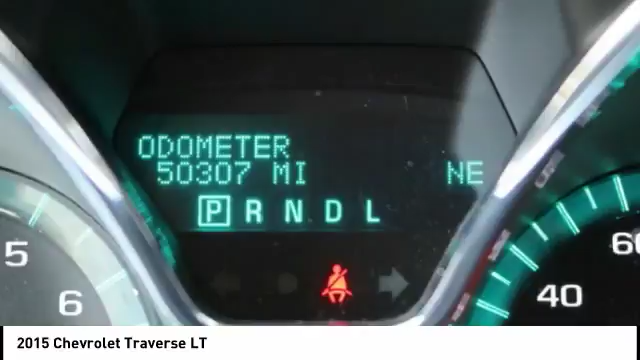 ODOMETER
50307 MI NE
P R N D L
5
6
40
60
2015 Chevrolet Traverse LT